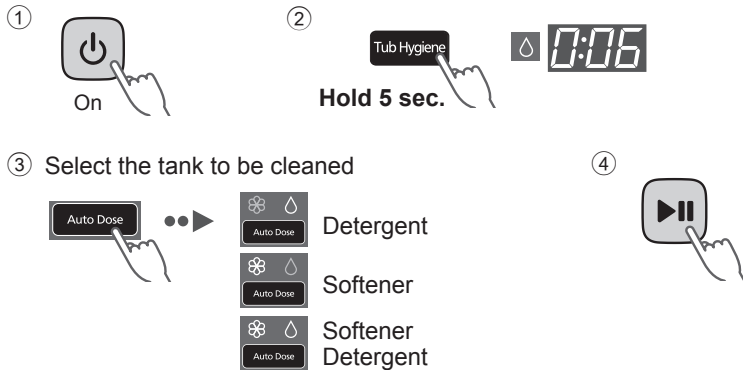 ①
On
②
Tub Hygiene
0:06
Hold 5 sec.
③ Select the tank to be cleaned
Auto Dose
Auto Dose
Detergent
Auto Dose
Softener
Auto Dose
Softener
Detergent
④